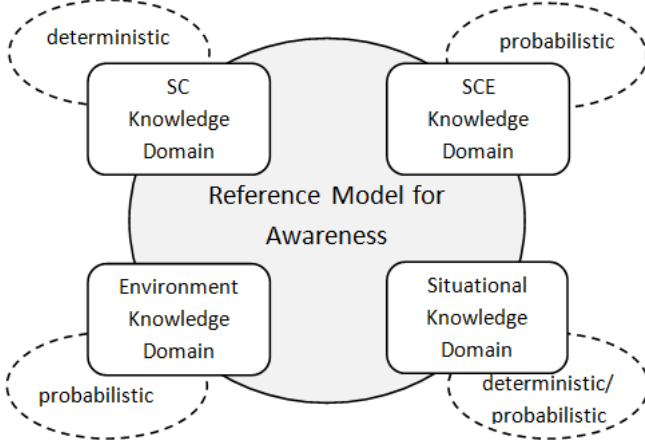 deterministic
probabilistic
SC
Knowledge
Domain
SCE
Knowledge
Domain
Reference Model for
Awareness
Environment
Knowledge
Domain
Situational
Knowledge
Domain
probabilistic
deterministic/
probabilistic